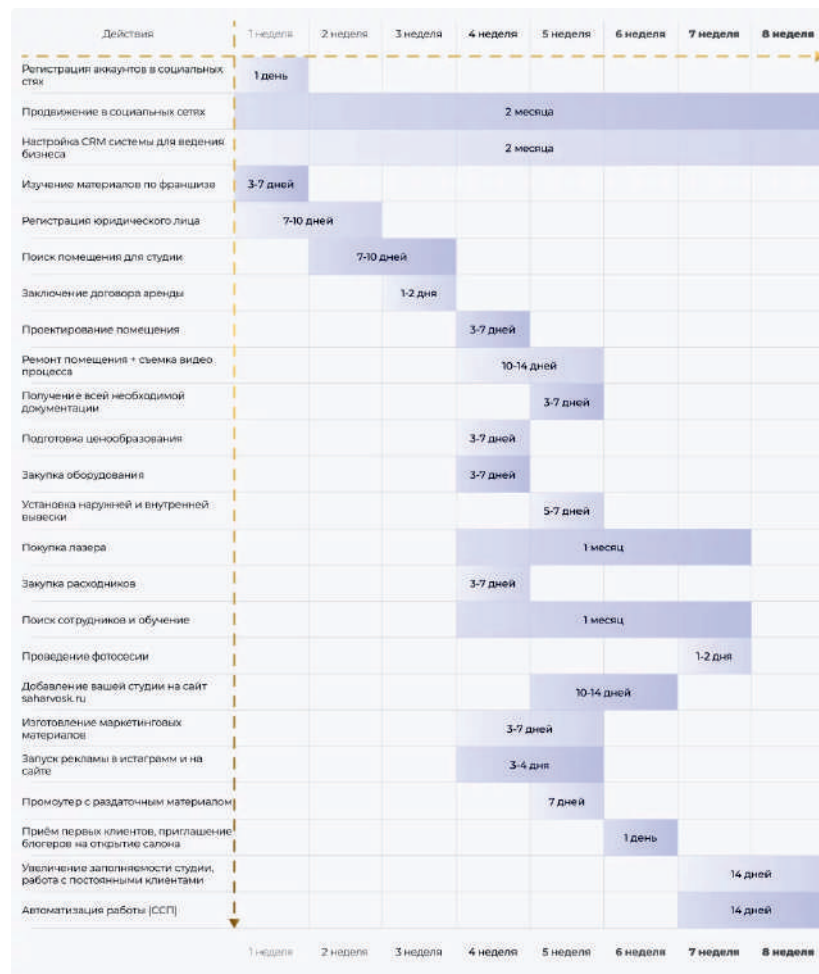 Действия 1 неделя 2 неделя 3 неделя 4 неделя 5 неделя 6 неделя 7 неделя 8 неделя
Регистрация аккаунтов в социальных
стях
1 день
Продвижение в социальных сетях 2 месяца
Настройка CRM системы для ведения
бизнеса
2 месяца
Изучение материалов по франшизе 3-7 дней
Регистрация юридического лица 7-10 дней
Поиск помещения для студии 7-10 дней
Заключение договора аренды 1-2 дня
Проектирование помещения 3-7 дней
Ремонт помещения + съемка видео
процесса
10-14 дней
Получение всей необходимой
документации
3-7 дней
Подготовка ценообразования 3-7 дней
Закупка оборудования 3-7 дней
Установка наружней и внутренней
вывески
5-7 дней
Покупка лазера 1 месяц
Закупка расходников 3-7 дней
Поиск сотрудников и обучение 1 месяц
Проведение фотосесии 1-2 дня
Добавление вашей студии на сайт
saharvosk.ru
10-14 дней
Изготовление маркетинговых
материалов
3-7 дней
Запуск рекламы в истаграмм и на
сайте
3-4 дня
Промоутер с раздаточным материалом 7 дней
Приём первых клиентов, приглашение
блогеров на открытие салона
1 день
Увеличение заполняемости студии,
работа с постоянными клиентами
14 дней
Автоматизация работы (ССП) 14 дней
1 неделя 2 неделя 3 неделя 4 неделя 5 неделя 6 неделя 7 неделя 8 неделя